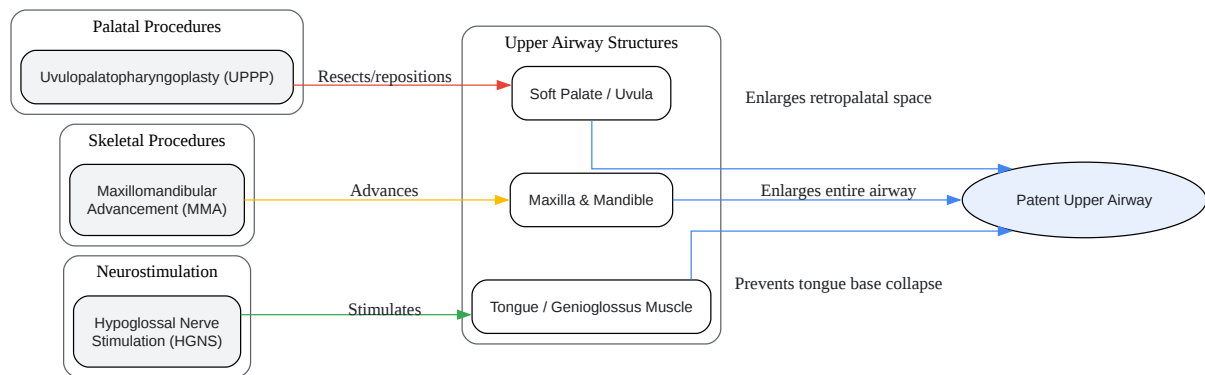 Palatal Procedures
Uvulopalatopharyngoplasty (UPPP)
Resects/repositions
Upper Airway Structures
Soft Palate / Uvula
Enlarges retropalatal space
Skeletal Procedures
Maxillomandibular
Advancement (MMA)
Advances
Maxilla & Mandible
Enlarges entire airway
Patent Upper Airway
Neurostimulation
Hypoglossal Nerve
Stimulation (HGNS)
Stimulates
Tongue / Genioglossus Muscle
Prevents tongue base collapse